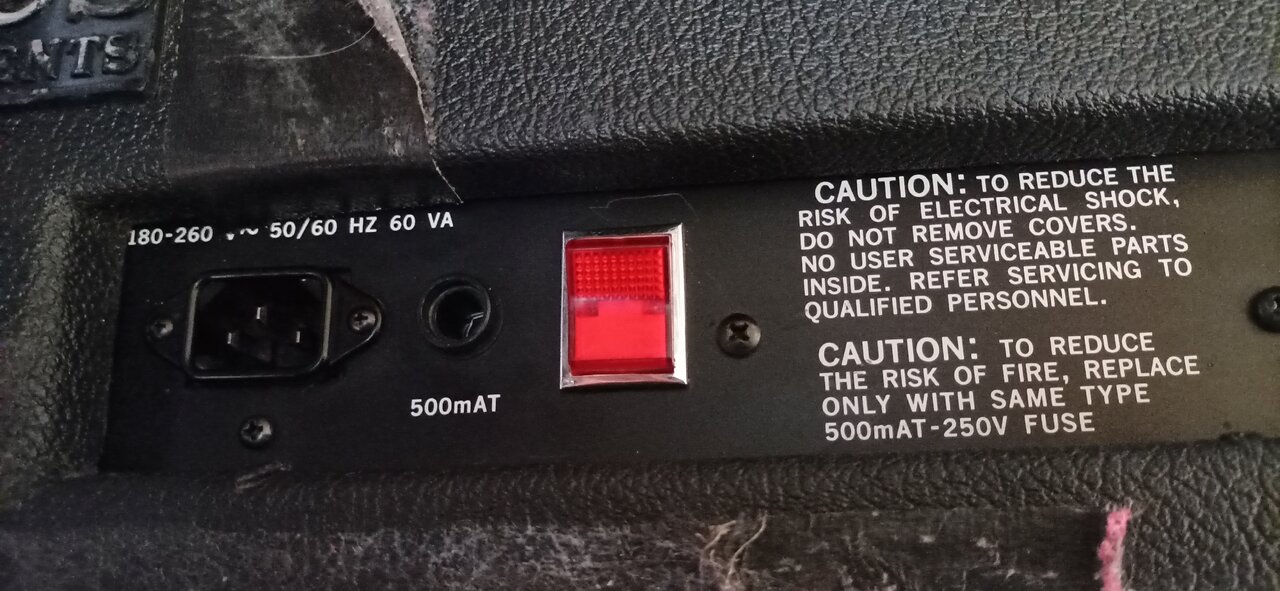 ENTS
180-260 V~ 50/60 HZ 60 VA
500mAT
CAUTION: TO REDUCE THE
RISK OF ELECTRICAL SHOCK,
DO NOT REMOVE COVERS.
NO USER SERVICEABLE PARTS
INSIDE. REFER SERVICING TO
QUALIFIED PERSONNEL.
CAUTION: TO REDUCE
THE RISK OF FIRE, REPLACE
ONLY WITH SAME TYPE
500mAT-250V FUSE